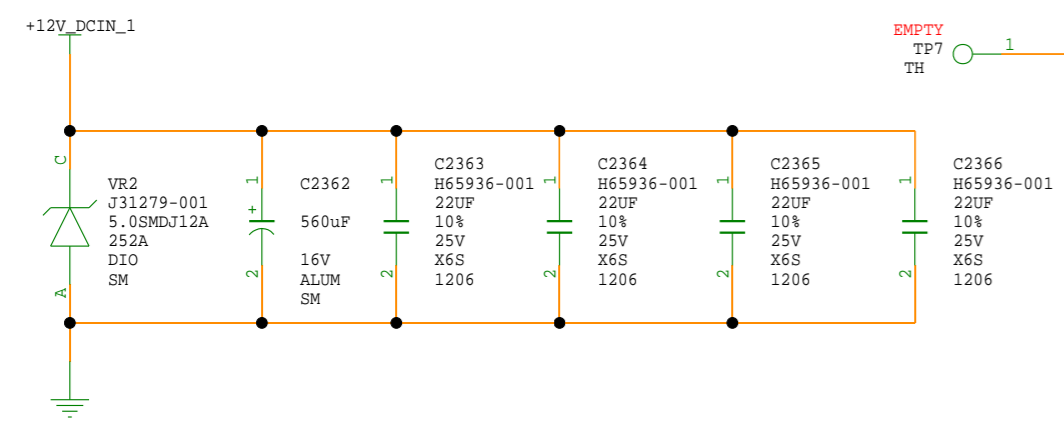 +12V_DCIN_1
EMPTY
TP7
TH
1
C
A
VR2
J31279-001
5.0SMDJ12A
252A
DIO
SM
1
+
2
C2362
560uF
16V
ALUM
SM
1
2
C2363
H65936-001
22UF
10%
25V
X6S
1206
1
2
C2364
H65936-001
22UF
10%
25V
X6S
1206
1
2
C2365
H65936-001
22UF
10%
25V
X6S
1206
1
2
C2366
H65936-001
22UF
10%
25V
X6S
1206